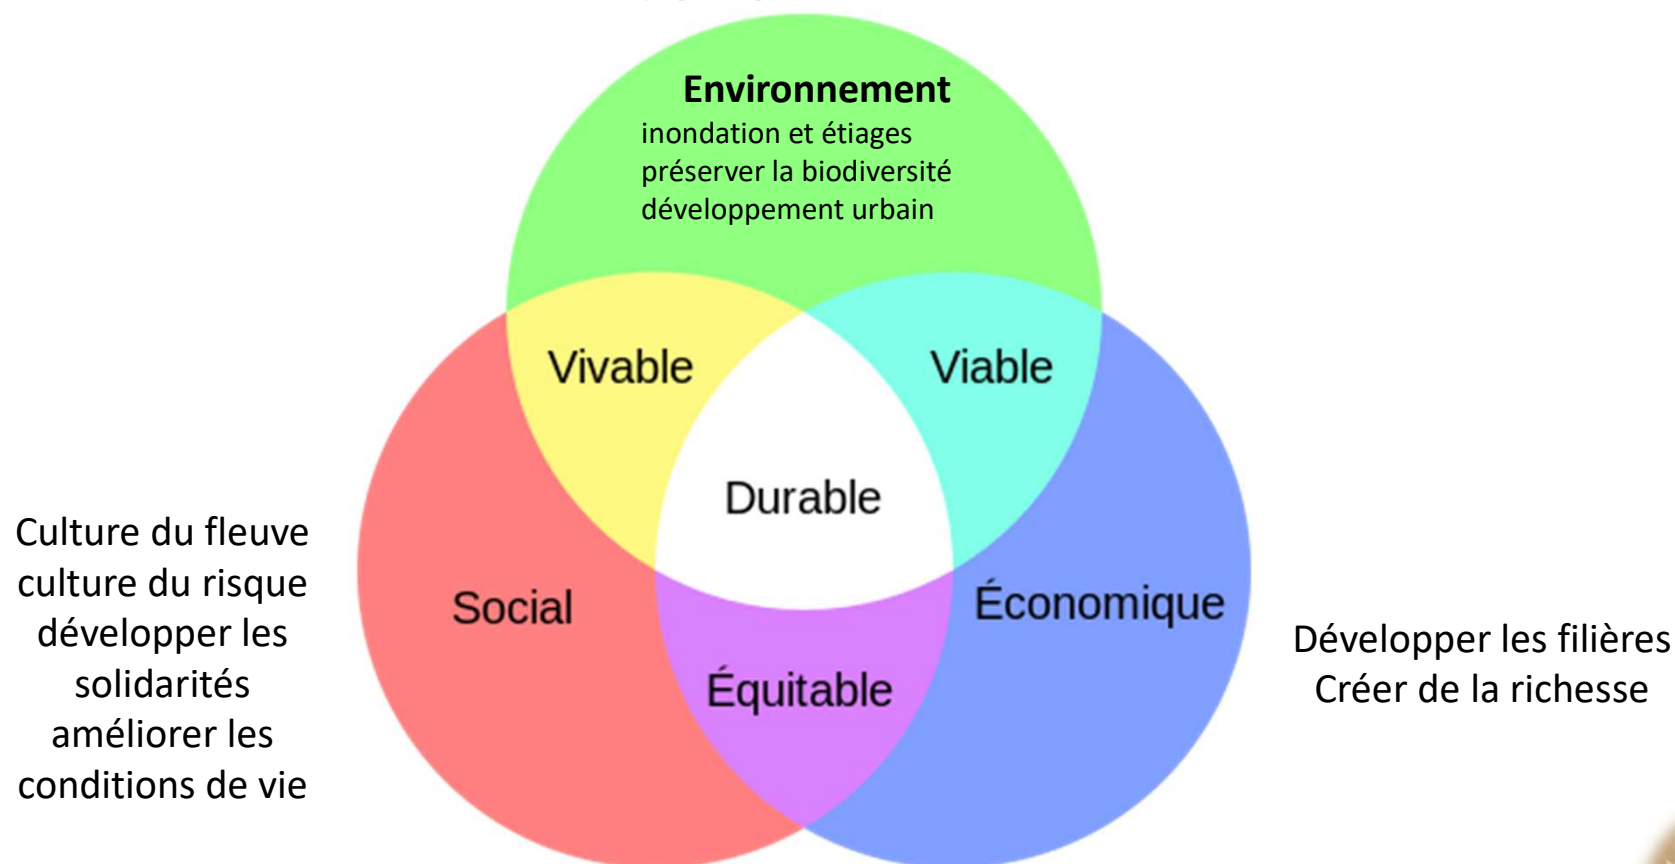 Environnement
inondation et étiages
préserver la biodiversité
développement urbain
Vivable
Viable
Durable
Social
Économique
Équitable
Culture du fleuve
culture du risque
développer les
solidarités
améliorer les
conditions de vie
Développer les filières
Créer de la richesse